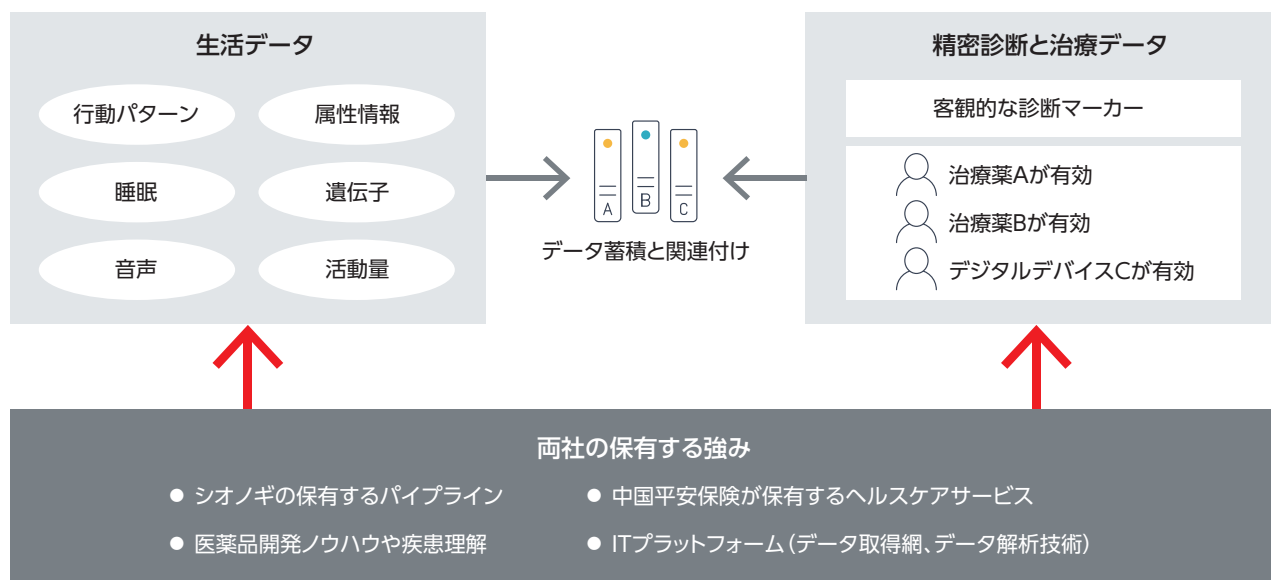 生活データ
行動パターン
属性情報
睡眠
遺伝子
音声
活動量
A
B
C
データ蓄積と関連付け
精密診断と治療データ
客観的な診断マーカー
治療薬Aが有効
治療薬Bが有効
デジタルデバイスCが有効
両社の保有する強み
● シオノギの保有するパイプライン
● 医薬品開発ノウハウや疾患理解
● 中国平安保険が保有するヘルスケアサービス
● ITプラットフォーム（データ取得網、データ解析技術）